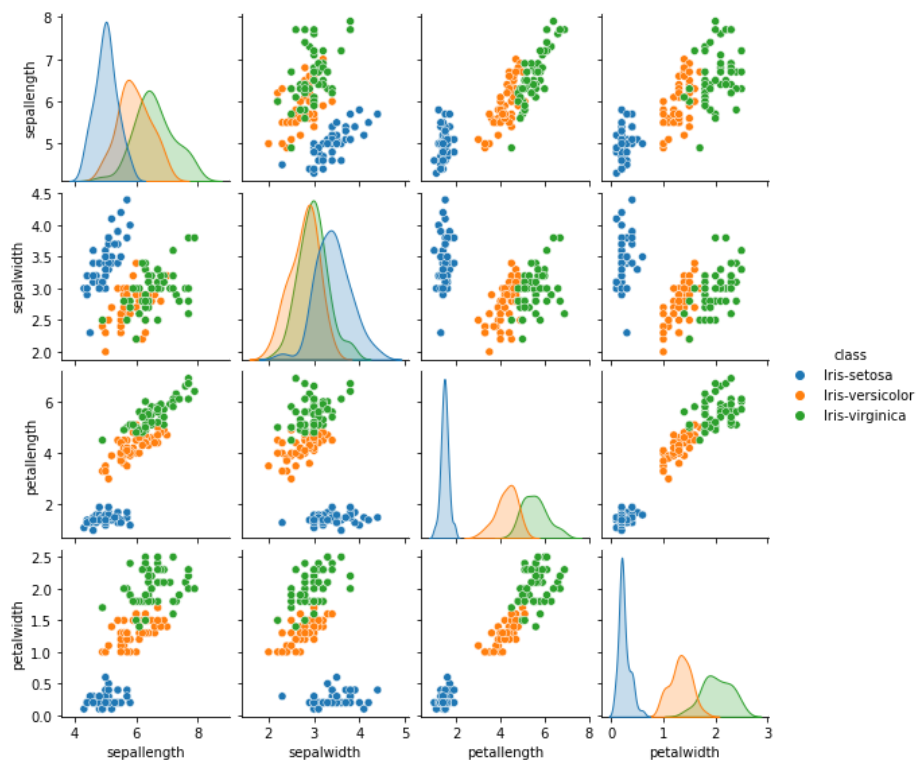 8
7
6
5
sepallength
4.5
4.0
3.5
3.0
2.5
2.0
sepalwidth
class
Iris-setosa
Iris-versicolor
Iris-virginica
6
4
2
petallength
2.5
2.0
1.5
1.0
0.5
0.0
petalwidth
4 6 8
2 3 4 5
2 4 6 8
0 1 2 3
sepallength sepalwidth petallength petalwidth